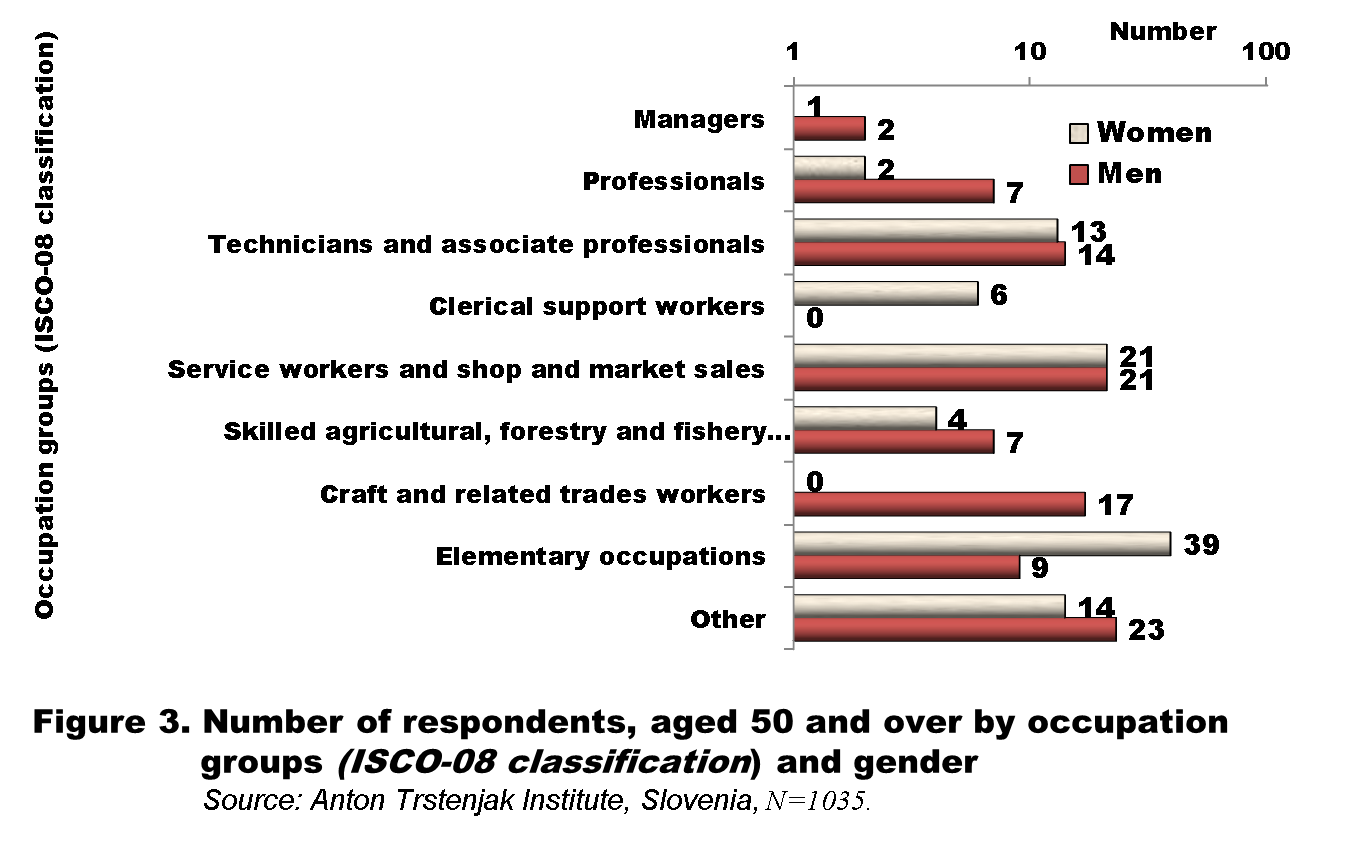 Number
1 10 100
Occupation groups (ISCO-08 classification)
Managers
1
2
Women
Men
Professionals
2
7
Technicians and associate professionals
13
14
Clerical support workers
6
0
Service workers and shop and market sales
21
21
Skilled agricultural, forestry and fishery...
4
7
Craft and related trades workers
0
17
Elementary occupations
39
9
Other
14
23
Figure 3. Number of respondents, aged 50 and over by occupation
groups (ISCO-08 classification) and gender
Source: Anton Trstenjak Institute, Slovenia, N=1035.